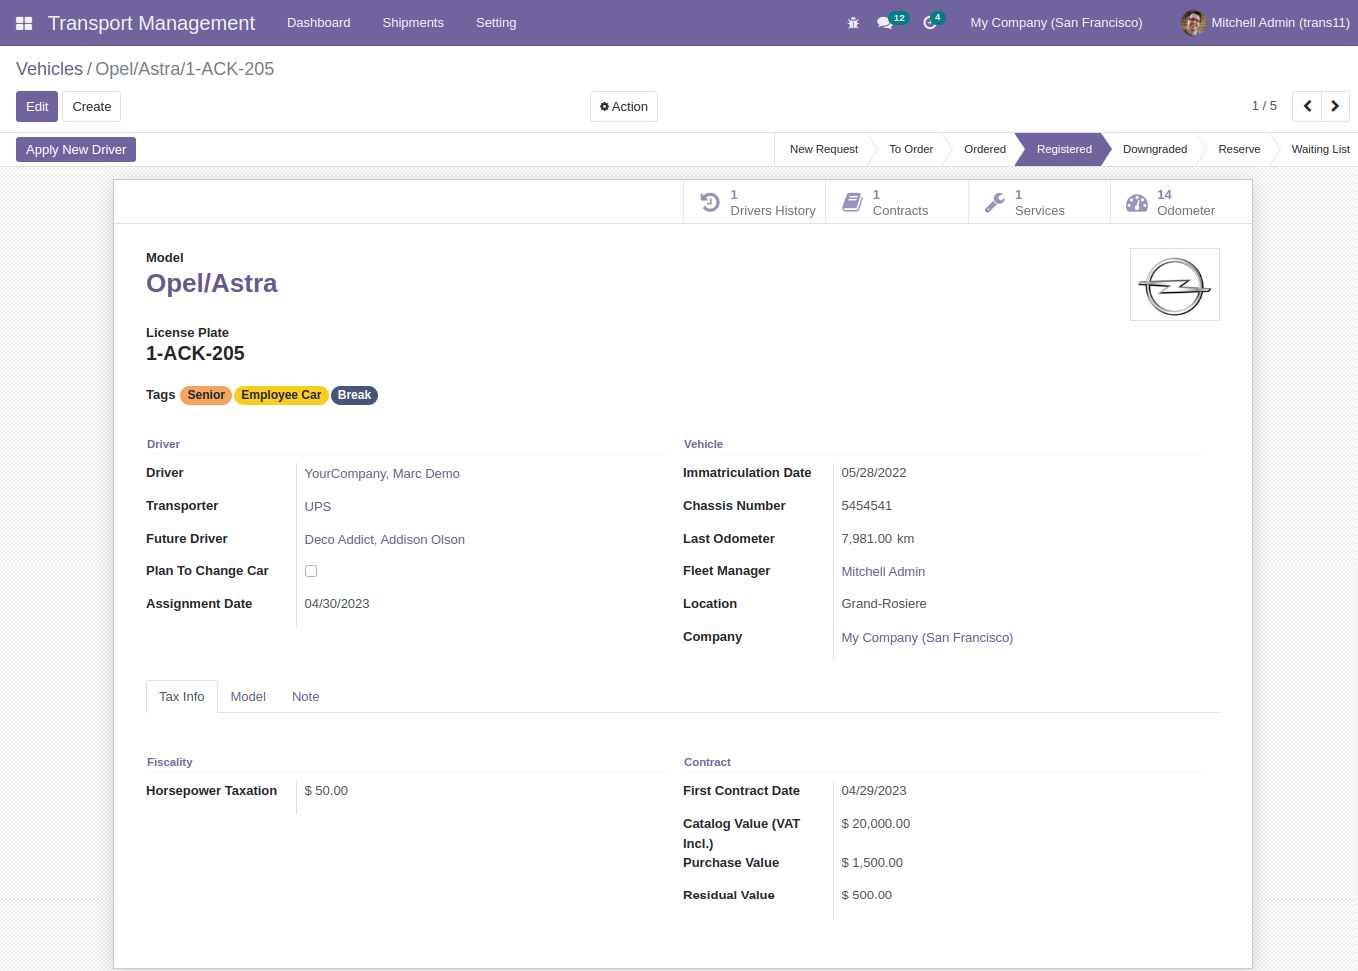 Transport Management Dashboard Shipments Setting 12 4 My Company (San Francisco) Mitchell Admin (trans11)
Vehicles / Opel/Astra/1-ACK-205
Edit Create Action 1 / 5
Apply New Driver New Request To Order Ordered Registered Downgraded Reserve Waiting List
1 Drivers History
1 Contracts
1 Services
14 Odometer
Model
Opel/Astra
License Plate
1-ACK-205
Tags Senior Employee Car Break
Driver
Driver YourCompany, Marc Demo
Transporter UPS
Future Driver Deco Addict, Addison Olson
Plan To Change Car
Assignment Date 04/30/2023
Vehicle
Immatriculation Date 05/28/2022
Chassis Number 5454541
Last Odometer 7,981.00 km
Fleet Manager Mitchell Admin
Location Grand-Rosiere
Company My Company (San Francisco)
Tax Info Model Note
Fiscality
Horsepower Taxation $ 50.00
Contract
First Contract Date 04/29/2023
Catalog Value (VAT $ 20,000.00
Incl.)
Purchase Value $ 1,500.00
Residual Value $ 500.00